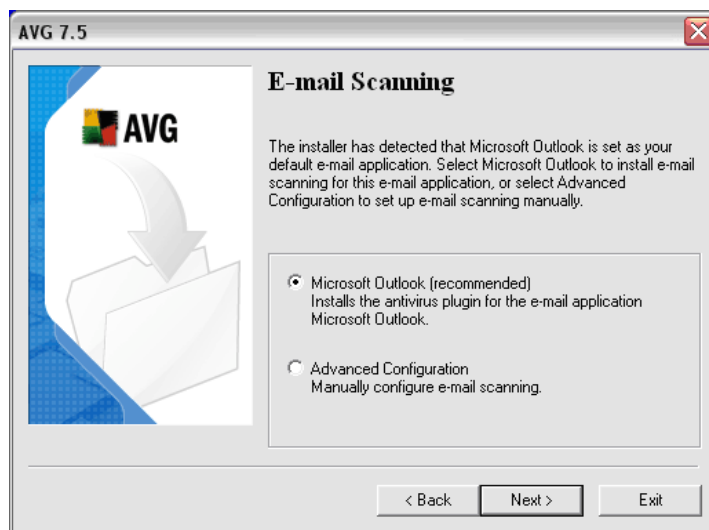 AVG 7.5
AVG
E-mail Scanning
The installer has detected that Microsoft Outlook is set as your
default e-mail application. Select Microsoft Outlook to install e-mail
scanning for this e-mail application, or select Advanced
Configuration to set up e-mail scanning manually.
Microsoft Outlook (recommended)
Installs the antivirus plugin for the e-mail application
Microsoft Outlook.
Advanced Configuration
Manually configure e-mail scanning.
< Back
Next >
Exit